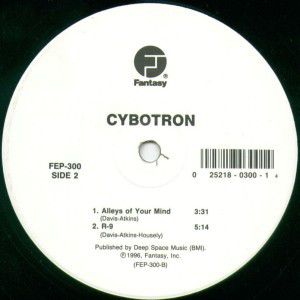 Fantasy®
CYBOTRON
FEP-300
SIDE 2
0 25218-0300-1 4
1. Alleys of Your Mind 3:31
(Davis-Atkins)
2. R-9 5:14
(Davis-Atkins-Housely)
Published by Deep Space Music (BMI).
℗1996, Fantasy, Inc.
(FEP-300-B)